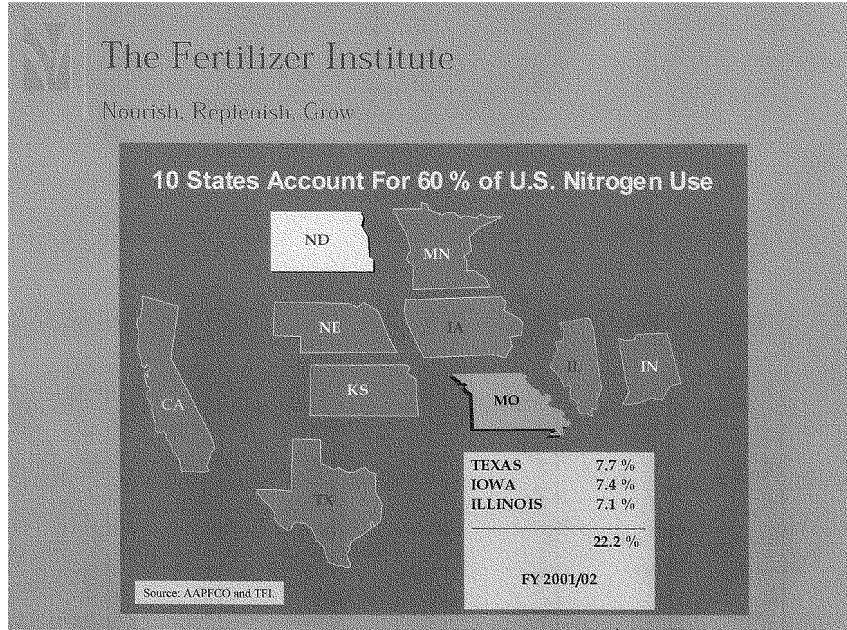 The Fertilizer Institute
Nourish, Replenish, Grow
10 States Account For 60 % of U.S. Nitrogen Use
ND
MN
NE
IA
IL
IN
CA
KS
MO
TX
TEXAS 7.7 %
IOWA 7.4 %
ILLINOIS 7.1 %
22.2 %
FY 2001/02
Source: AAPFCO and TFI.